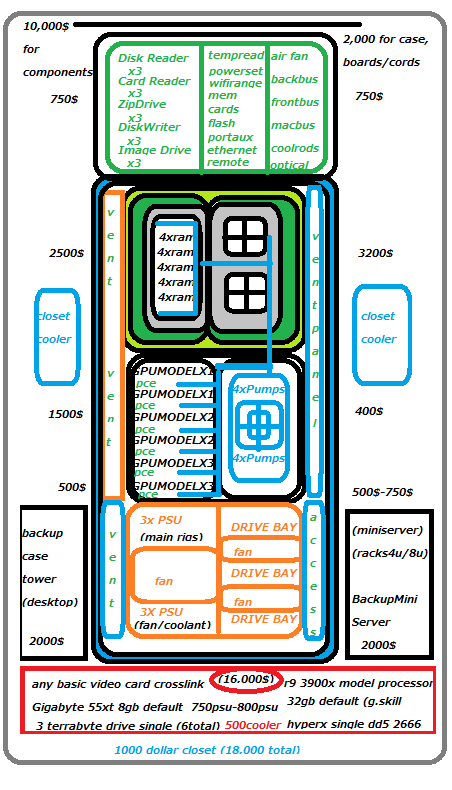 10,000$
for
components
750$
2,000 for case,
boards/cords
750$
Disk Reader
x3
Card Reader
x3
ZipDrive
x3
DiskWriter
x3
Image Drive
x3
tempread
powerset
wifirange
mem
cards
flash
portaux
ethernet
remote
air fan
backbus
frontbus
macbus
coolrods
optical
vent
vent
ventpanel
4xram
4xram
4xram
4xram
4xram
2500$
closet
cooler
1500$
500$
3200$
closet
cooler
400$
500$-750$
GPUMODELX1
pce
GPUMODELX1
pce
GPUMODELX2
pce
GPUMODELX2
pce
GPUMODELX3
pce
GPUMODELX3
pce
4xPumps
4xPumps
vent
3x PSU
(main rigs)
fan
3X PSU
(fan/coolant)
DRIVE BAY
fan
DRIVE BAY
fan
DRIVE BAY
access
backup
case
tower
(desktop)
2000$
(miniserver)
(racks4u/8u)
BackupMini
Server
2000$
any basic video card crosslink
(16,000$)
r9 3900x model processor
Gigabyte 55xt 8gb default
750psu-800psu
32gb default (g.skill
3 terrabyte drive single (6total)
500cooler
hyperx single dd5 2666
1000 dollar closet (18,000 total)